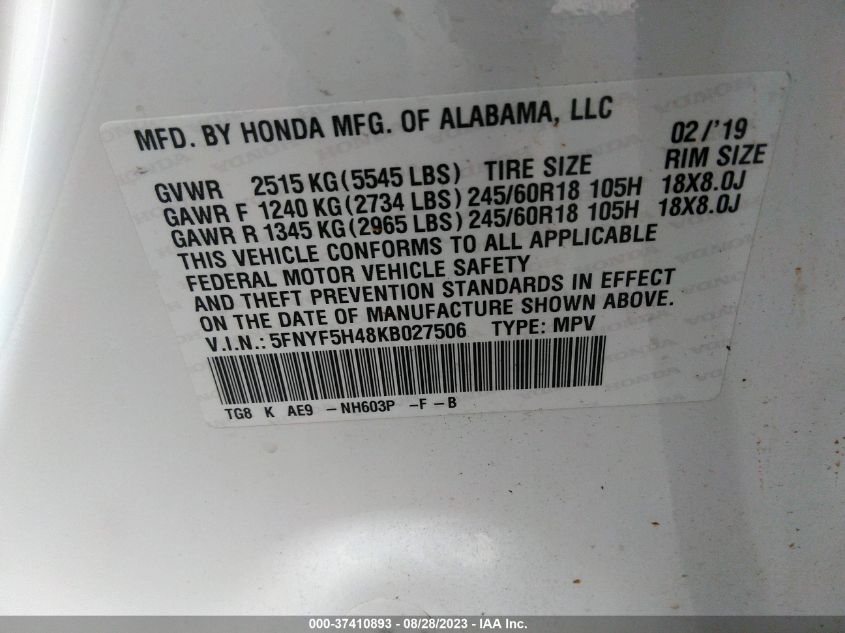 MFD. BY HONDA MFG. OF ALABAMA, LLC 02/'19
GVWR 2515 KG (5545 LBS) TIRE SIZE RIM SIZE
GAWR F 1240 KG (2734 LBS) 245/60R18 105H 18X8.0J
GAWR R 1345 KG (2965 LBS) 245/60R18 105H 18X8.0J
THIS VEHICLE CONFORMS TO ALL APPLICABLE
FEDERAL MOTOR VEHICLE SAFETY
AND THEFT PREVENTION STANDARDS IN EFFECT
ON THE DATE OF MANUFACTURE SHOWN ABOVE.
V.I.N.: 5FNYF5H48KB027506 TYPE: MPV
TG8 K AE9 -NH603P -F-B
000-37410893 / 08/28/2023 - IAA Inc.